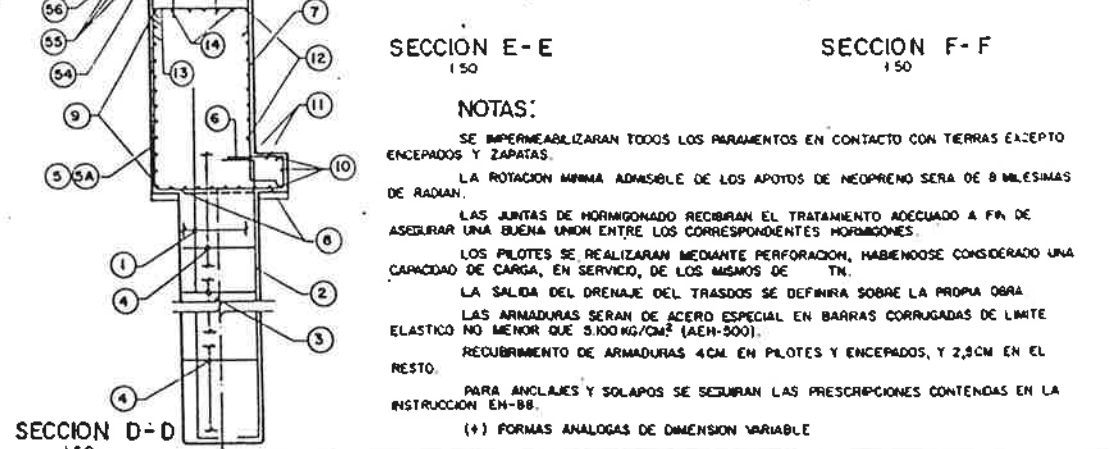 56
55
54
9
5 5A
1
4
4
7
14
12
13
11
6
10
8
2
3
SECCION D-D
SECCION E-E
1 50
SECCION F-F
1 50
NOTAS:
SE IMPERMEABILIZARAN TODOS LOS PARAMENTOS EN CONTACTO CON TIERRAS EXCEPTO
ENCEPADOS Y ZAPATAS.
LA ROTACION MINIMA ADMISIBLE DE LOS APOYOS DE NEOPRENO SERA DE 8 MILESIMAS
DE RADIAN.
LAS JUNTAS DE HORMIGONADO RECIBIRAN EL TRATAMIENTO ADECUADO A FIN DE
ASEGURAR UNA BUENA UNION ENTRE LOS CORRESPONDIENTES HORMIGONES.
LOS PILOTES SE REALIZARAN MEDIANTE PERFORACION, HABIENDOSE CONSIDERADO UNA
CAPACIDAD DE CARGA, EN SERVICIO, DE LOS MISMOS DE TN.
LA SALIDA DEL DRENAJE DEL TRASDOS SE DEFINIRA SOBRE LA PROPIA OBRA
LAS ARMADURAS SERAN DE ACERO ESPECIAL EN BARRAS CORRUGADAS DE LIMITE
ELASTICO NO MENOR QUE 5.100 KG/CM² (AEH-500).
RECUBRIMIENTO DE ARMADURAS 4CM. EN PILOTES Y ENCEPADOS, Y 2,5CM EN EL
RESTO.
PARA ANCLAJES Y SOLAPOS SE SEGUIRAN LAS PRESCRIPCIONES CONTENIDAS EN LA
INSTRUCCION EH-88.
(+) FORMAS ANALOGAS DE DIMENSION VARIABLE